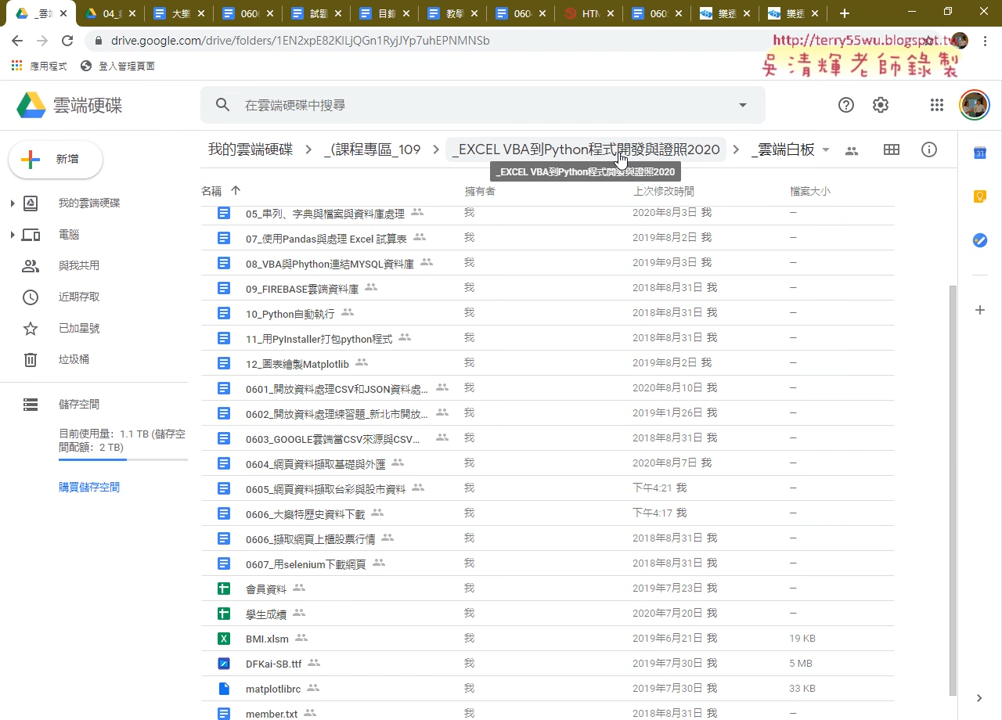 _雲
04_
大樂
060
試題
目錄
教學
060
HTN
060
樂透
樂透
drive.google.com/drive/folders/1EN2xpE82KlLjQGn1RyjJYp7uhEPNMNSb
http://terry55wu.blogspot.tw
應用程式
登入管理頁面
吳清輝老師錄製
雲端硬碟
在雲端硬碟中搜尋
新增
我的雲端硬碟
_(課程專區_109
_EXCEL VBA到Python程式開發與證照2020
_雲端白板
_EXCEL VBA到Python程式開發與證照2020
名稱
擁有者
上次修改時間
檔案大小
我的雲端硬碟
電腦
與我共用
近期存取
已加星號
垃圾桶
儲存空間
目前使用量：1.1 TB (儲存空
間配額：2 TB)
購買儲存空間
05_串列、字典與檔案與資料庫處理 我 2020年8月3日 我 –
07_使用Pandas與處理 Excel 試算表 我 2019年8月2日 我 –
08_VBA與Phython連結MYSQL資料庫 我 2019年9月3日 我 –
09_FIREBASE雲端資料庫 我 2018年8月31日 我 –
10_Python自動執行 我 2018年8月31日 我 –
11_用PyInstaller打包python程式 我 2018年8月31日 我 –
12_圖表繪製Matplotlib 我 2019年8月2日 我 –
0601_開放資料處理CSV和JSON資料處... 我 2020年8月10日 我 –
0602_開放資料處理練習題_新北市開放... 我 2019年1月26日 我 –
0603_GOOGLE雲端當CSV來源與CSV... 我 2018年8月31日 我 –
0604_網頁資料擷取基礎與外匯 我 2020年8月7日 我 –
0605_網頁資料擷取台彩與股市資料 我 下午4:21 我 –
0606_大樂特歷史資料下載 我 下午4:17 我 –
0606_擷取網頁上櫃股票行情 我 2018年8月31日 我 –
0607_用selenium下載網頁 我 2018年8月31日 我 –
會員資料 我 2019年7月23日 我 –
學生成績 我 2020年7月20日 我 –
BMI.xlsm 我 2019年6月21日 我 19 KB
DFKai-SB.ttf 我 2019年7月30日 我 5 MB
matplotlibrc 我 2019年7月30日 我 33 KB
member.txt 我 2018年8月31日 我 –